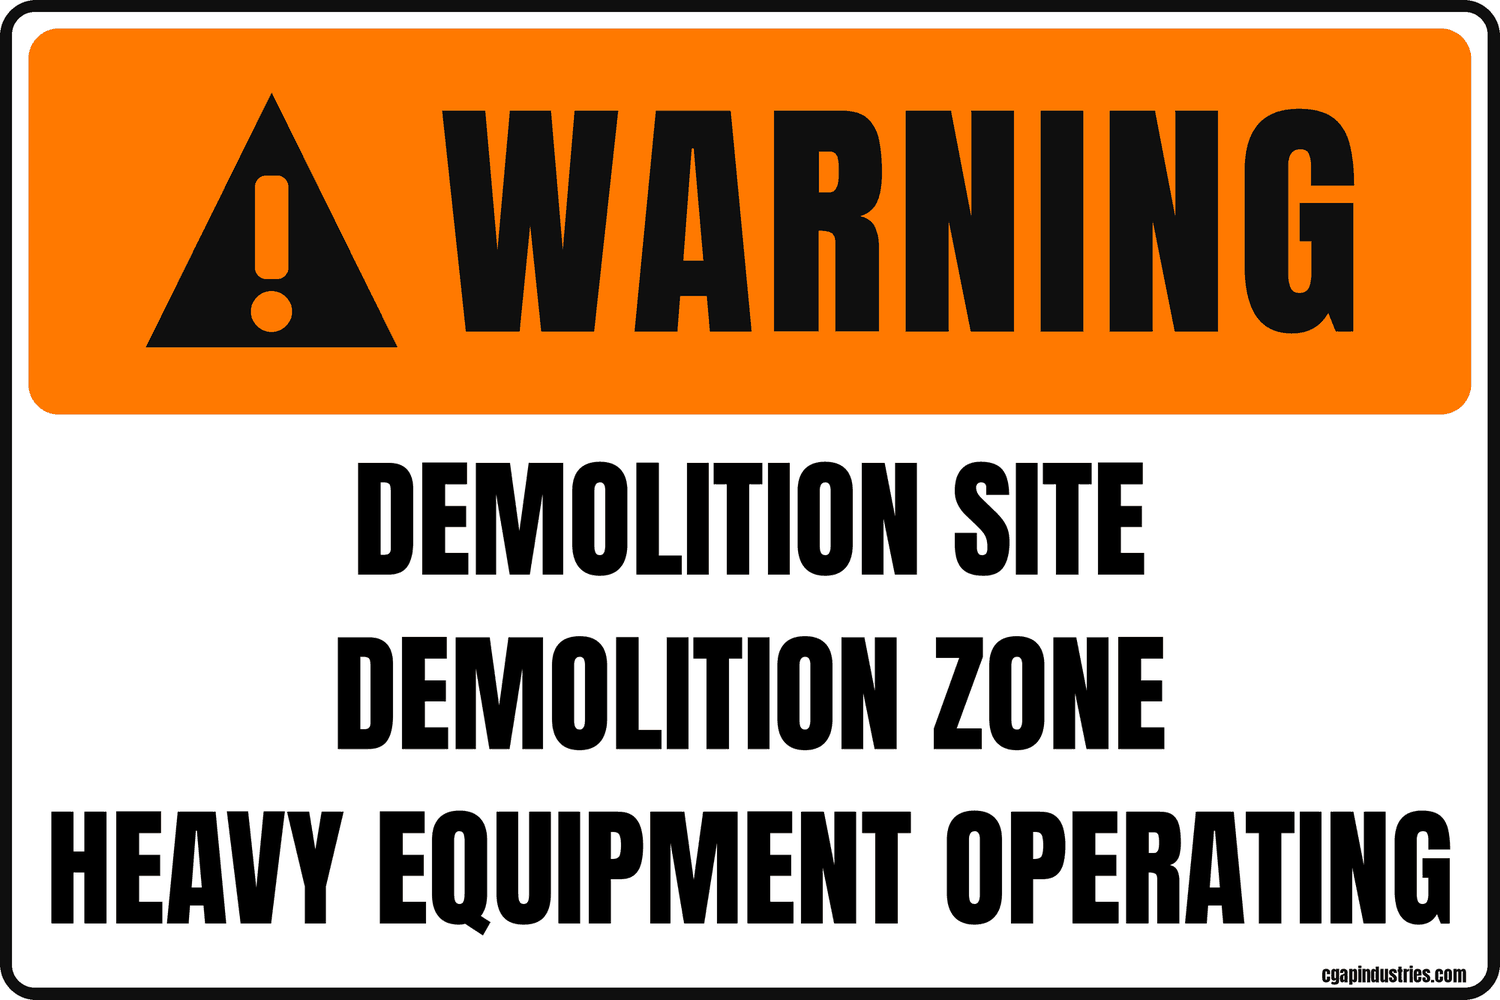 WARNING
DEMOLITION SITE
DEMOLITION ZONE
HEAVY EQUIPMENT OPERATING
cgapindustries.com